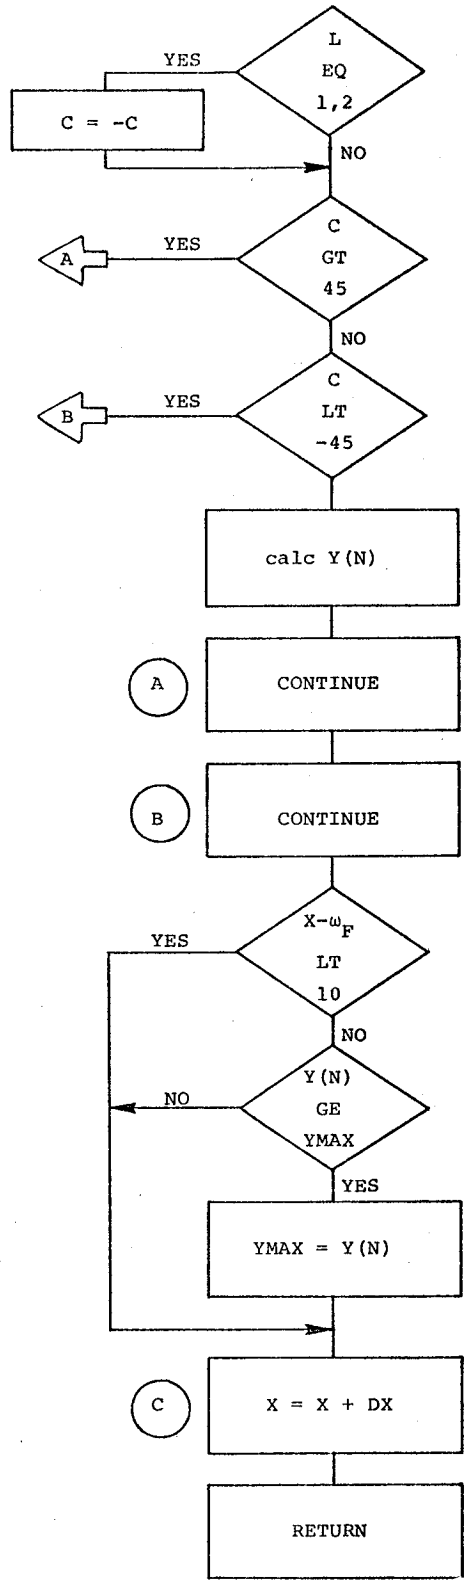 L
EQ
1,2
YES
C = -C
NO
C
GT
45
YES
A
NO
C
LT
-45
YES
B
calc Y(N)
A
CONTINUE
B
CONTINUE
X-ωF
LT
10
YES
NO
Y(N)
GE
YMAX
NO
YES
YMAX = Y(N)
C
X = X + DX
RETURN